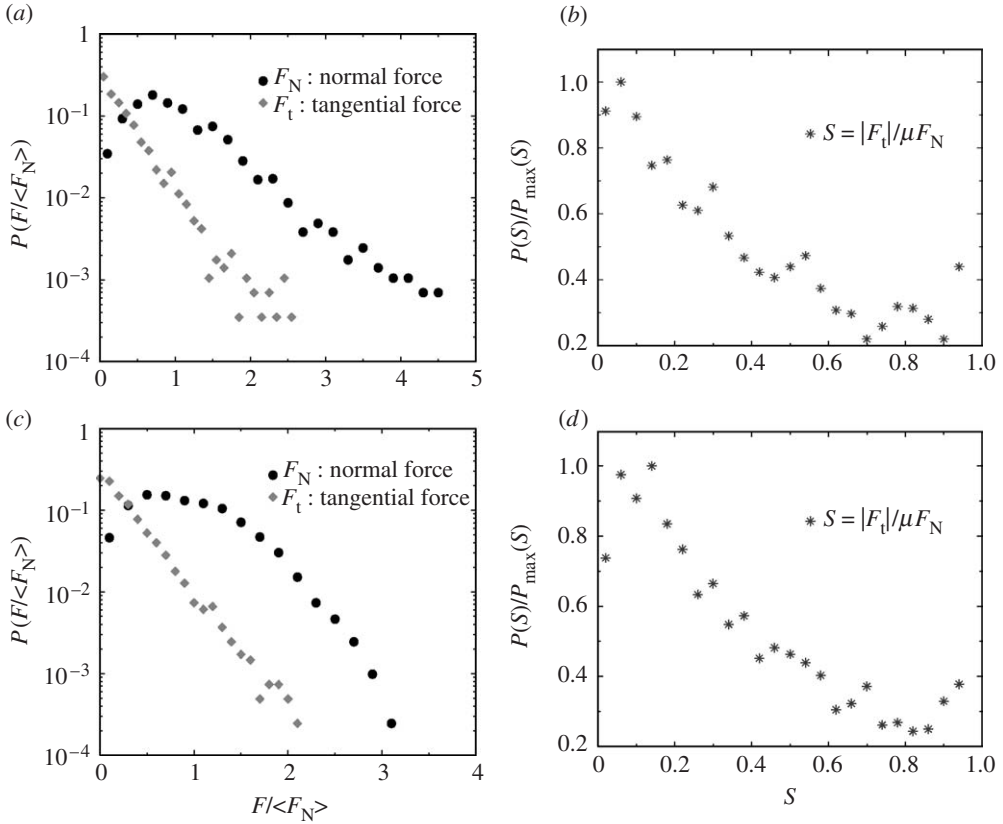 (a)
1
10⁻¹
10⁻²
10⁻³
10⁻⁴
P(F/<F_N>)
F_N : normal force
F_t : tangential force
0 1 2 3 4 5
(b)
1.0
0.8
0.6
0.4
0.2
P(S)/P_max(S)
S = |F_t|/μF_N
0 0.2 0.4 0.6 0.8 1.0
(c)
1
10⁻¹
10⁻²
10⁻³
10⁻⁴
P(F/<F_N>)
F_N : normal force
F_t : tangential force
0 1 2 3 4
F/<F_N>
(d)
1.0
0.8
0.6
0.4
0.2
P(S)/P_max(S)
S = |F_t|/μF_N
0 0.2 0.4 0.6 0.8 1.0
S